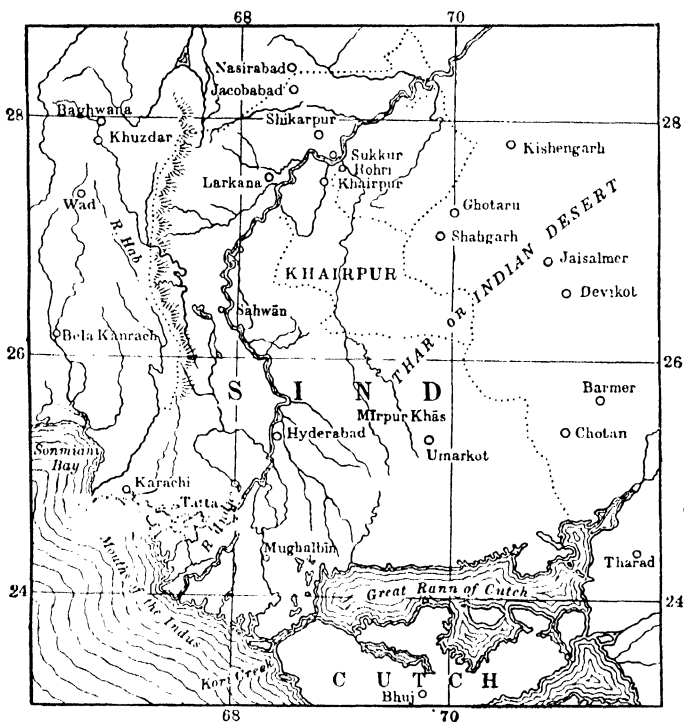 68
70
Nasirabad
Jacobabad
28
28
Baghwana
Khuzdar
Shikarpur
Sukkur
Rohri
Kishengarh
Larkana
Khairpur
Wad
R. Hab
Ghotaru
Shahgarh
THAR OR INDIAN DESERT
KHAIRPUR
Jaisalmer
Devikot
Sahwān
Bela Kanrach
26
26
SIND
Barmer
Mīrpur Khās
Hyderabad
Umarkot
Chotan
Sonmiani
Bay
Karachi
Tatta
R. Indus
Mughalbin
Mouths of the Indus
Tharad
24
24
Great Rann of Cutch
Kori Creek
CUTCH
Bhuj
68
70